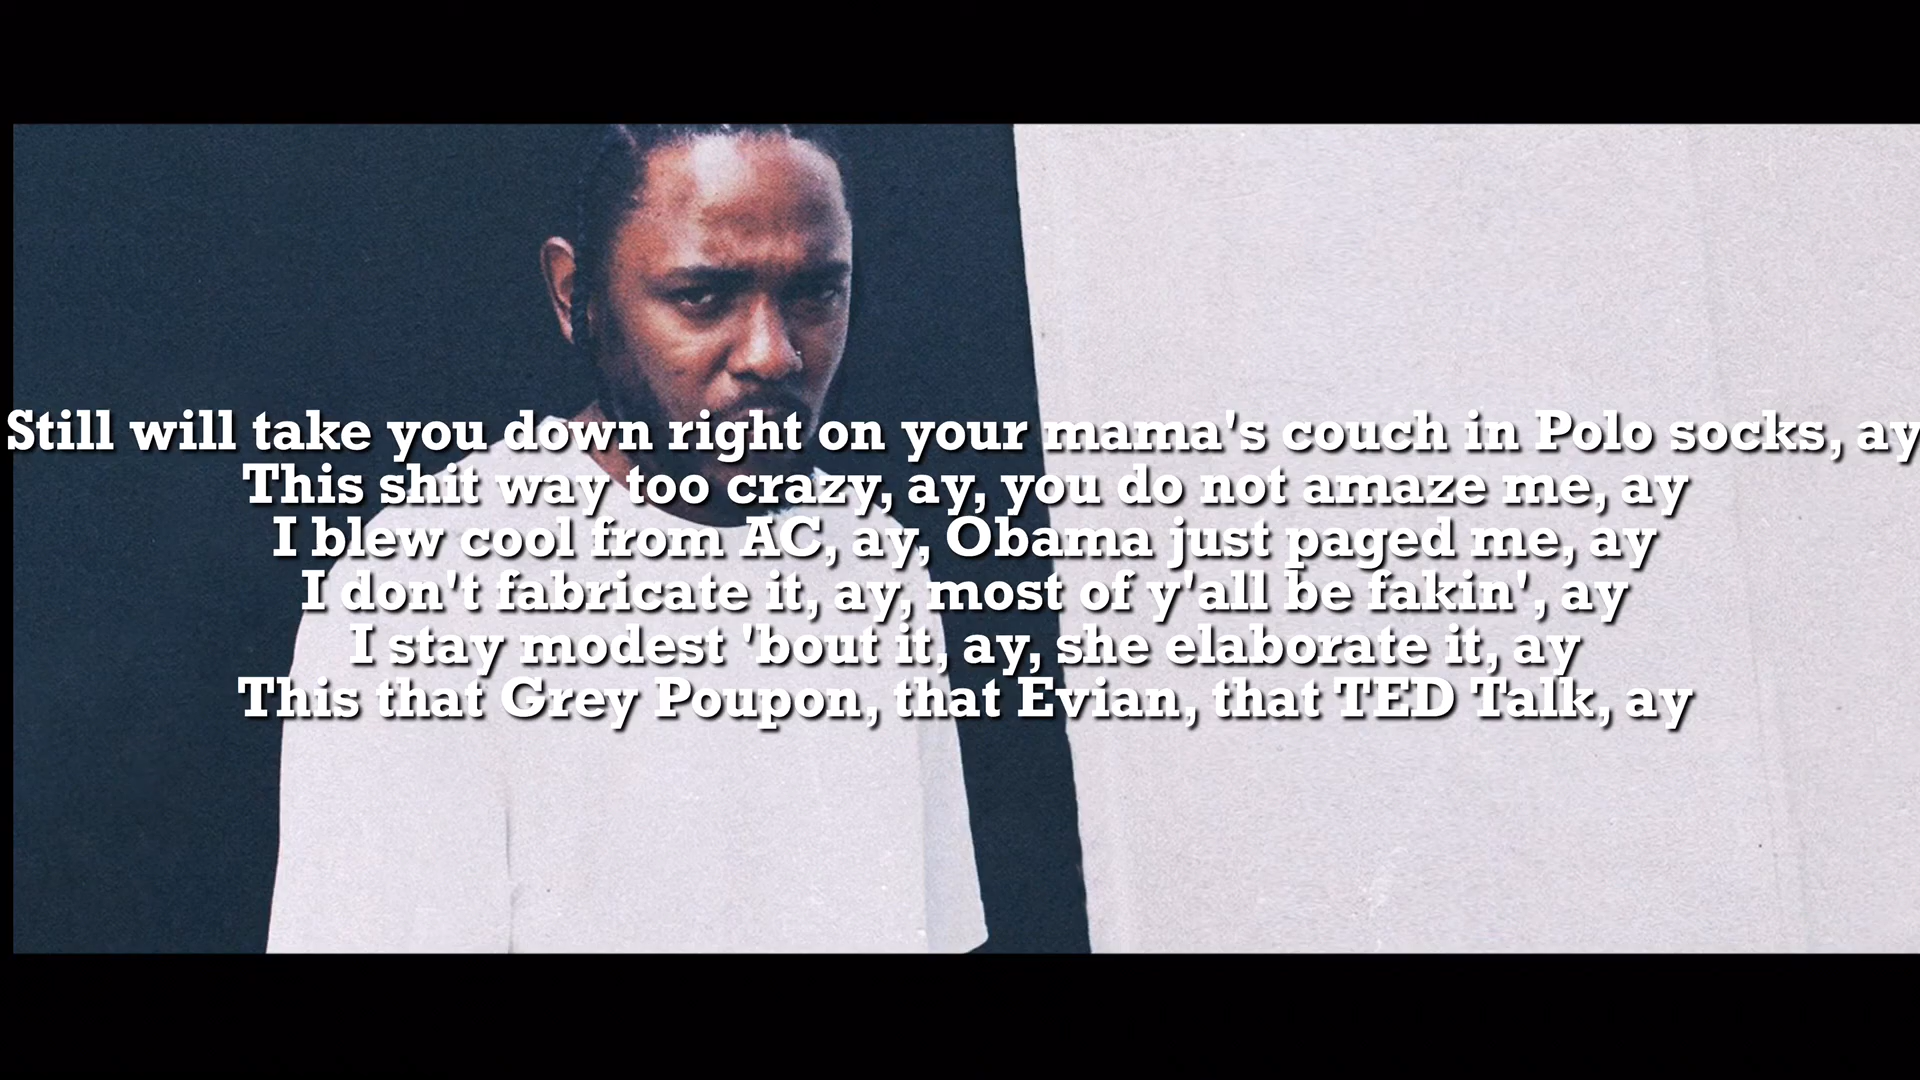 Still will take you down right on your mama's couch in Polo socks, ay
This shit way too crazy, ay, you do not amaze me, ay
I blew cool from AC, ay, Obama just paged me, ay
I don't fabricate it, ay, most of y'all be fakin', ay
I stay modest 'bout it, ay, she elaborate it, ay
This that Grey Poupon, that Evian, that TED Talk, ay